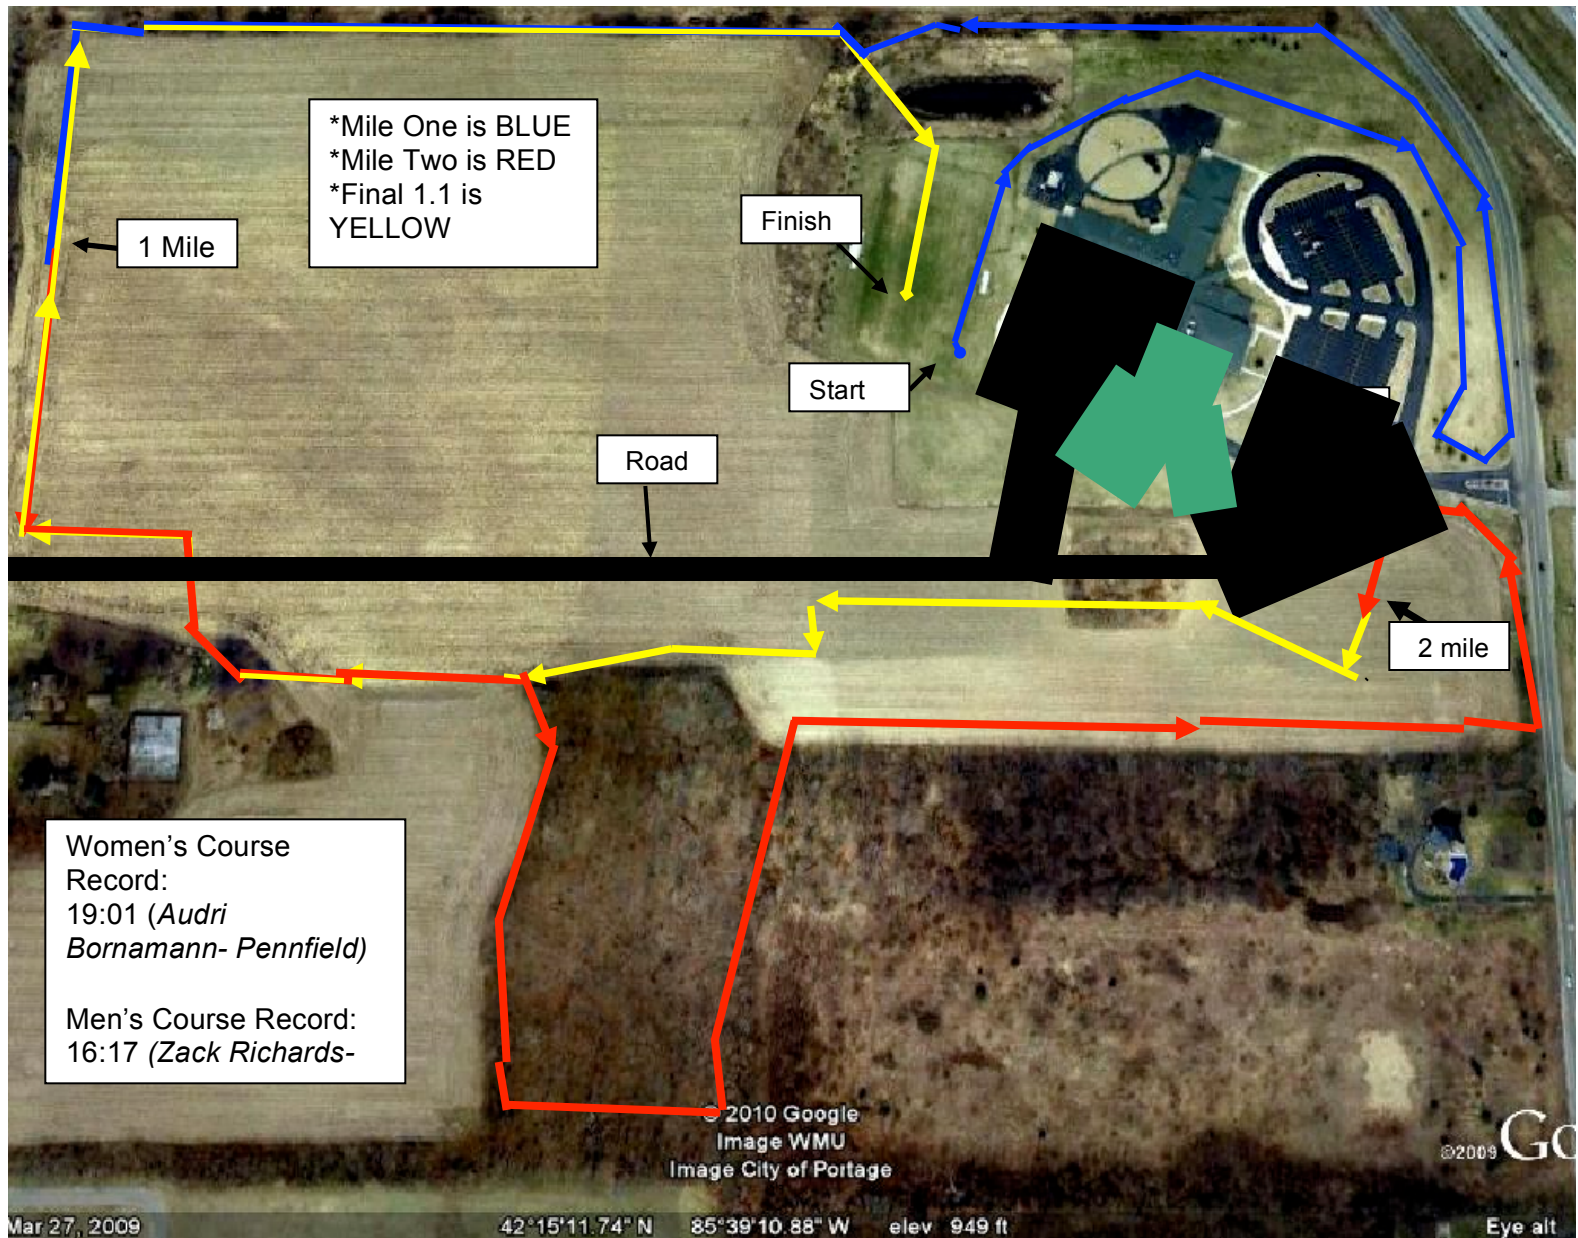 *Mile One is BLUE
*Mile Two is RED
*Final 1.1 is
YELLOW
1 Mile
Finish
Start
Road
2 mile
Women's Course
Record:
19:01 (Audri
Bornamann- Pennfield)
Men's Course Record:
16:17 (Zack Richards-
© 2010 Google
Image WMU
Image City of Portage
©2009 Go
Mar 27, 2009 42°15'11.74" N 85°39'10.88" W elev 949 ft Eye alt